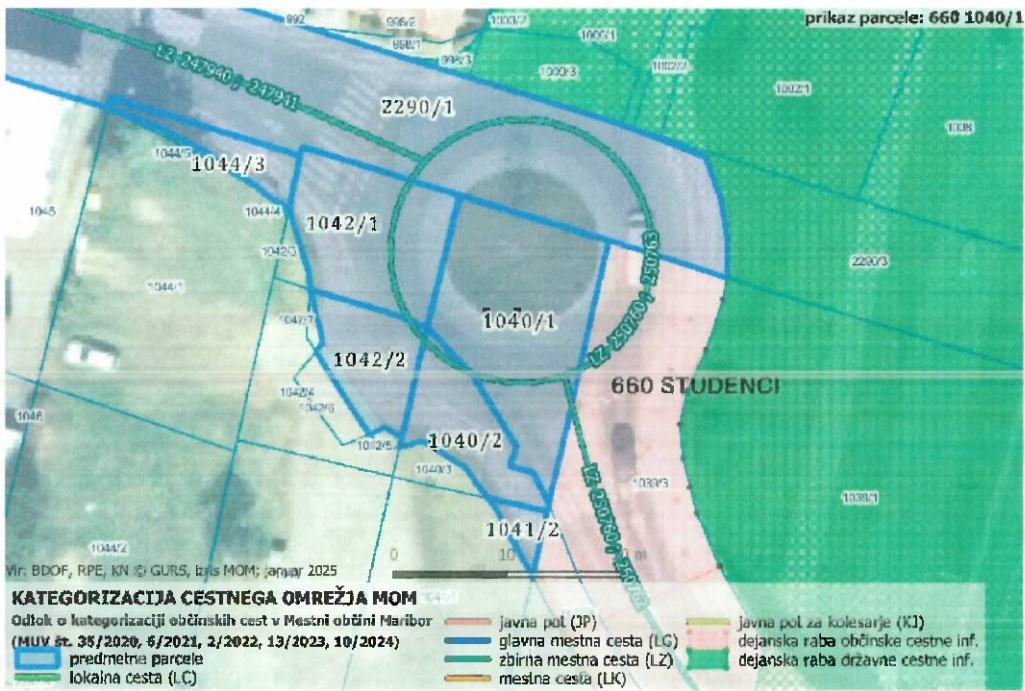 prikaz parcele: 660 1040/1
992
998/2
998/1
998/3
1000/1
1000/3
1002/2
1002/1
LZ 247940 j- 247941
2290/1
1044/5
1044/3
1044/4
1045
1042/1
1044/1
2290/3
LZ 250760 j- 250763
1040/1
1042/2
660 STUDENCI
1046
1042/4
1042/6
1042/5
1040/2
1040/3
1039/3
1038/1
1041/2
1044/2
0
10
m
Vir: BDOF, RPE, KN © GURS, Izris MOM; januar 2025
KATEGORIZACIJA CESTNEGA OMREŽJA MOM
Odlok o kategorizaciji občinskih cest v Mestni občini Maribor
(MUV št. 35/2020, 6/2021, 2/2022, 13/2023, 10/2024)
predmetne parcele
lokalna cesta (LC)
javna pot (JP)
glavna mestna cesta (LG)
zbirna mestna cesta (LZ)
mestna cesta (LK)
javna pot za kolesarje (KJ)
dejanska raba občinske cestne inf.
dejanska raba državne cestne inf.